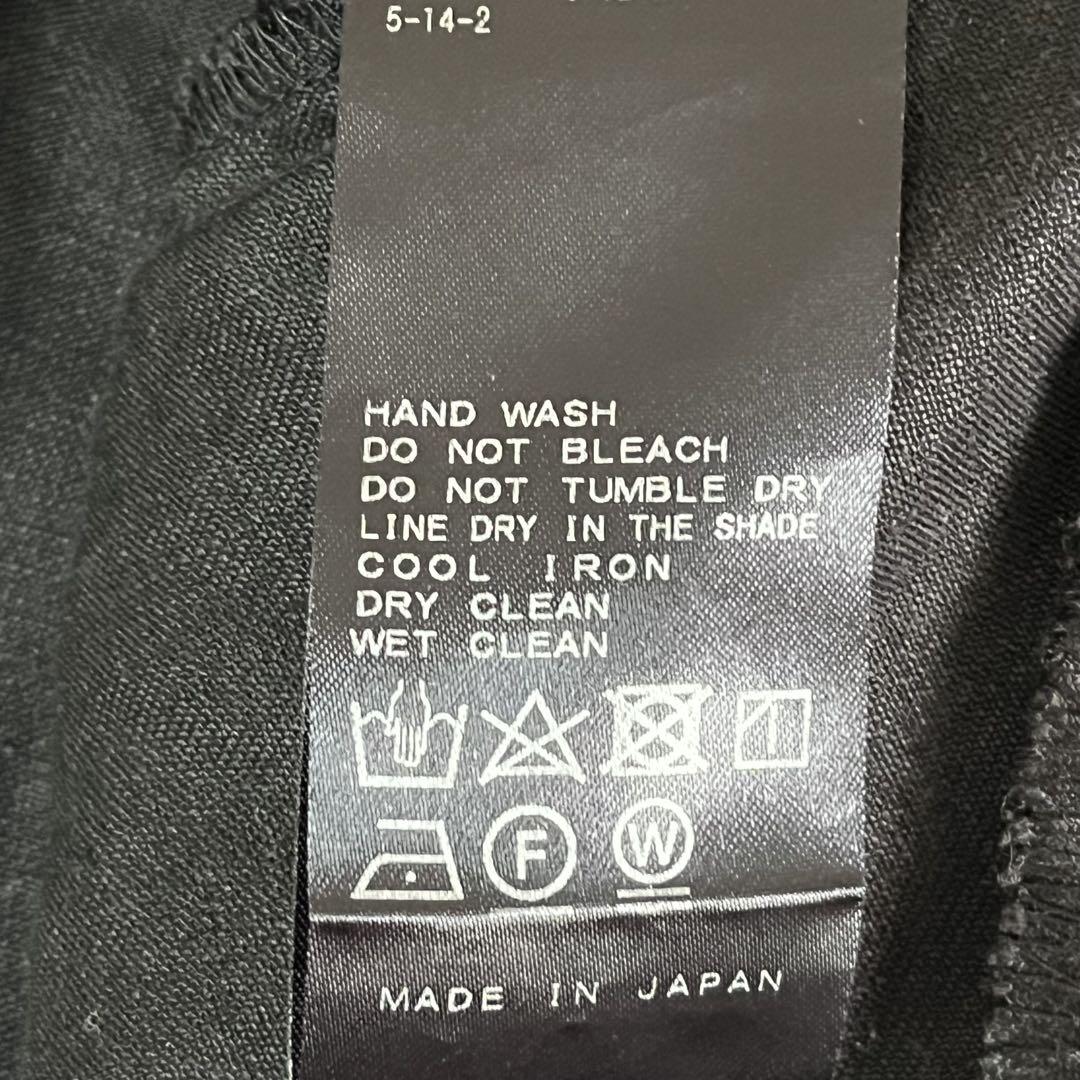 5-14-2
HAND WASH
DO NOT BLEACH
DO NOT TUMBLE DRY
LINE DRY IN THE SHADE
COOL IRON
DRY CLEAN
WET CLEAN
F W
MADE IN JAPAN